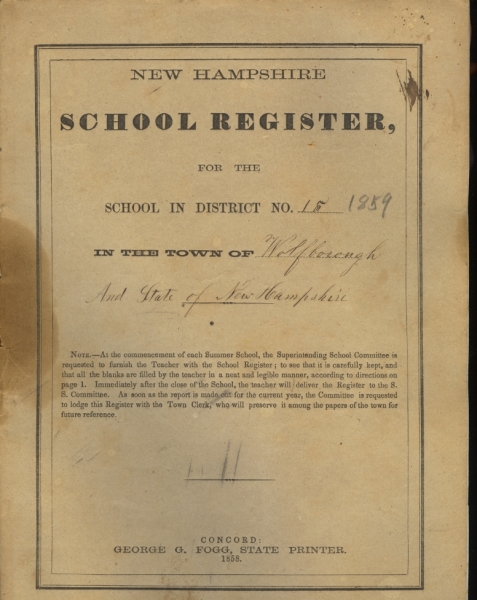 NEW HAMPSHIRE
SCHOOL REGISTER,
FOR THE
SCHOOL IN DISTRICT NO. 15 1859
IN THE TOWN OF Wolfborough
And State of New Hampshire
NOTE.—At the commencement of each Summer School, the Superintending School Committee is
requested to furnish the Teacher with the School Register; to see that it is carefully kept, and
that all the blanks are filled by the teacher in a neat and legible manner, according to directions on
page 1. Immediately after the close of the School, the teacher will deliver the Register to the S.
S. Committee. As soon as the report is made out for the current year, the Committee is requested
to lodge this Register with the Town Clerk, who will preserve it among the papers of the town for
future reference.
CONCORD:
GEORGE G. FOGG, STATE PRINTER.
1858.